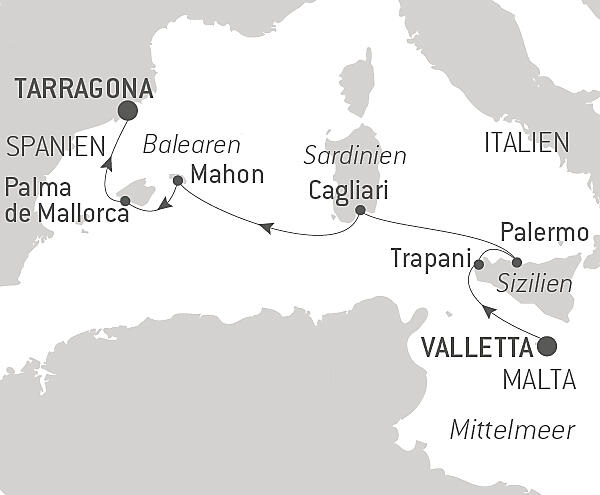 TARRAGONA
SPANIEN
Balearen
ITALIEN
Sardinien
Mahon
Cagliari
Palma
de Mallorca
Palermo
Trapani
Sizilien
VALLETTA
MALTA
Mittelmeer